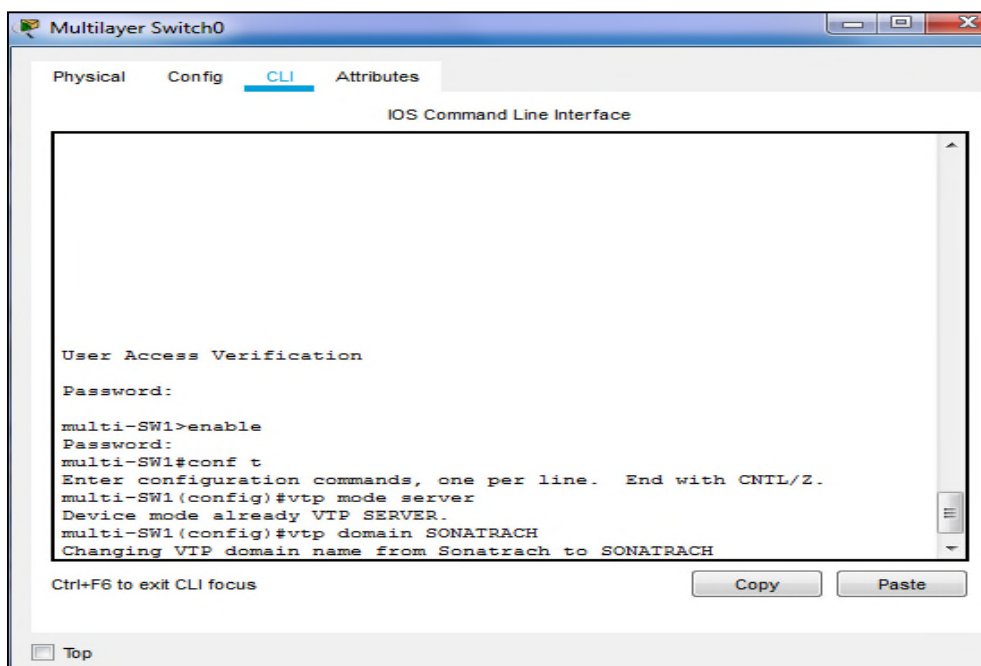 Multilayer Switch0
Physical Config CLI Attributes
IOS Command Line Interface
User Access Verification
Password:
multi-SW1>enable
Password:
multi-SW1#conf t
Enter configuration commands, one per line.  End with CNTL/Z.
multi-SW1(config)#vtp mode server
Device mode already VTP SERVER.
multi-SW1(config)#vtp domain SONATRACH
Changing VTP domain name from Sonatrach to SONATRACH
Ctrl+F6 to exit CLI focus
Copy Paste
Top